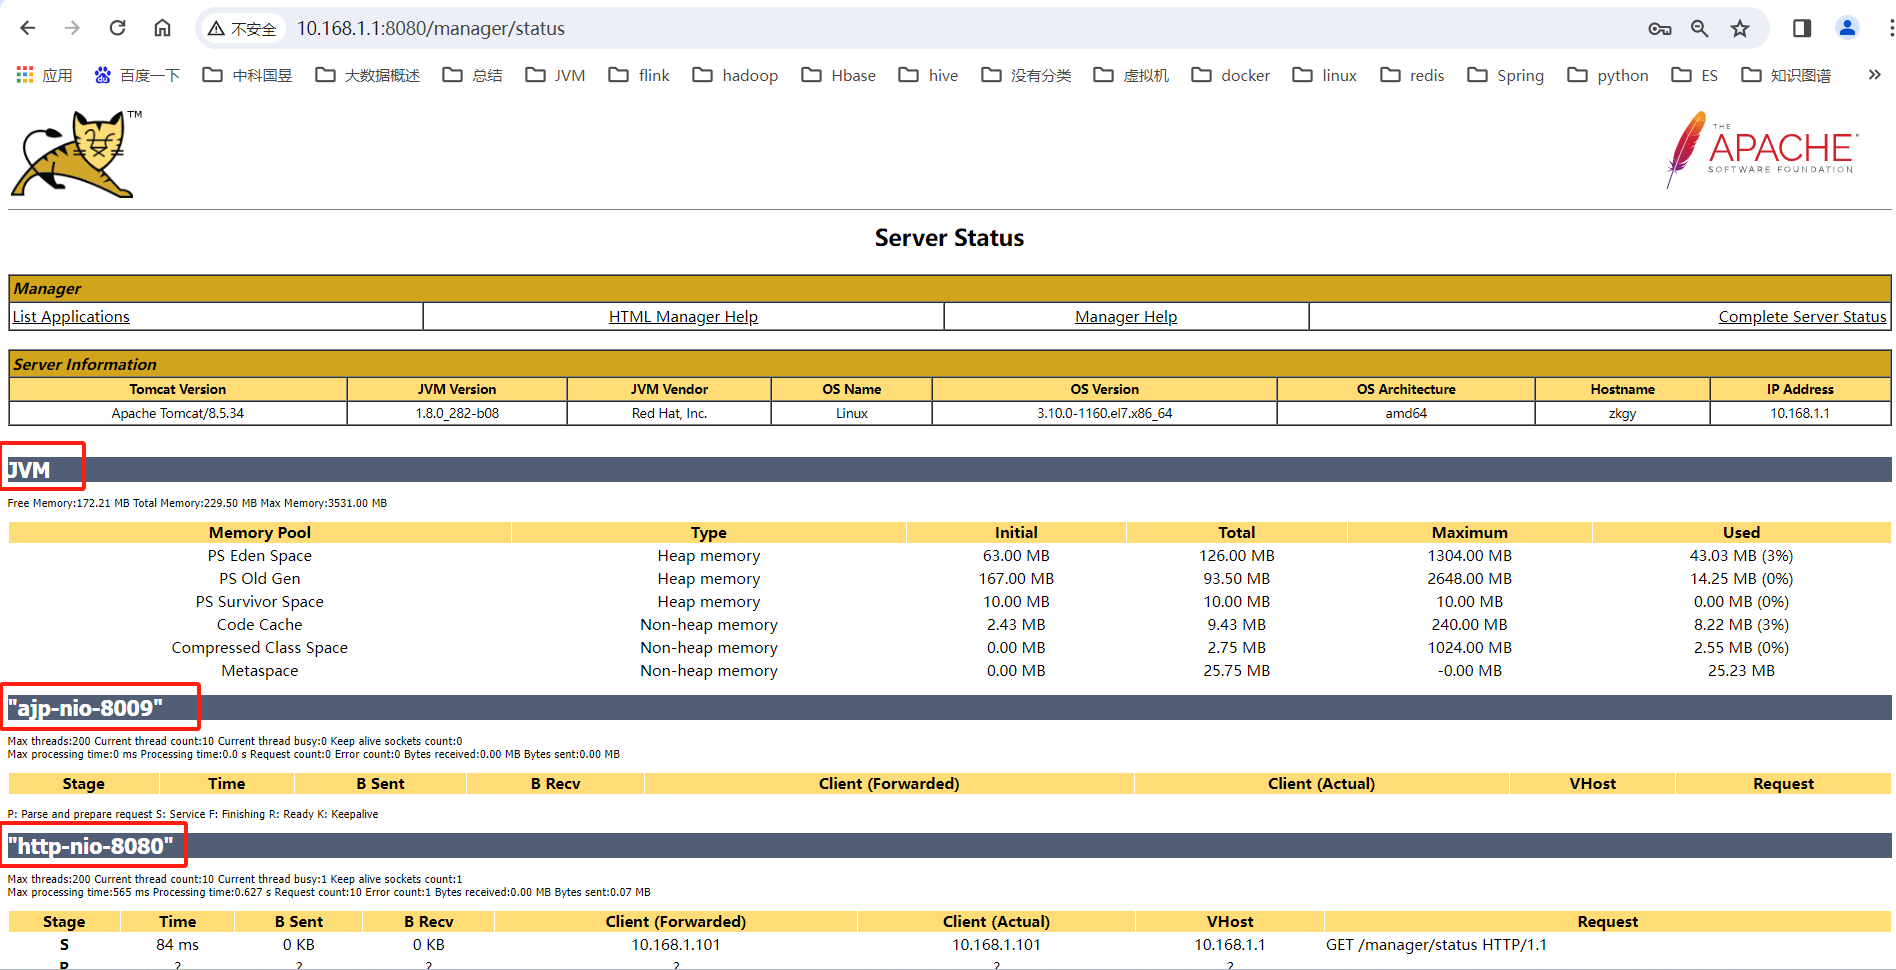 不安全 10.168.1.1:8080/manager/status
应用 百度一下 中科国昱 大数据概述 总结 JVM flink hadoop Hbase hive 没有分类 虚拟机 docker linux redis Spring python ES 知识图谱 »
TM
THE
APACHE
SOFTWARE FOUNDATION
Server Status
Manager
List Applications HTML Manager Help Manager Help Complete Server Status
Server Information
Tomcat Version JVM Version JVM Vendor OS Name OS Version OS Architecture Hostname IP Address
Apache Tomcat/8.5.34 1.8.0_282-b08 Red Hat, Inc. Linux 3.10.0-1160.el7.x86_64 amd64 zkgy 10.168.1.1
JVM
Free Memory:172.21 MB Total Memory:229.50 MB Max Memory:3531.00 MB
Memory Pool Type Initial Total Maximum Used
PS Eden Space Heap memory 63.00 MB 126.00 MB 1304.00 MB 43.03 MB (3%)
PS Old Gen Heap memory 167.00 MB 93.50 MB 2648.00 MB 14.25 MB (0%)
PS Survivor Space Heap memory 10.00 MB 10.00 MB 10.00 MB 0.00 MB (0%)
Code Cache Non-heap memory 2.43 MB 9.43 MB 240.00 MB 8.22 MB (3%)
Compressed Class Space Non-heap memory 0.00 MB 2.75 MB 1024.00 MB 2.55 MB (0%)
Metaspace Non-heap memory 0.00 MB 25.75 MB -0.00 MB 25.23 MB
"ajp-nio-8009"
Max threads:200 Current thread count:10 Current thread busy:0 Keep alive sockets count:0
Max processing time:0 ms Processing time:0.0 s Request count:0 Error count:0 Bytes received:0.00 MB Bytes sent:0.00 MB
Stage Time B Sent B Recv Client (Forwarded) Client (Actual) VHost Request
P: Parse and prepare request S: Service F: Finishing R: Ready K: Keepalive
"http-nio-8080"
Max threads:200 Current thread count:10 Current thread busy:1 Keep alive sockets count:1
Max processing time:565 ms Processing time:0.627 s Request count:10 Error count:1 Bytes received:0.00 MB Bytes sent:0.07 MB
Stage Time B Sent B Recv Client (Forwarded) Client (Actual) VHost Request
S 84 ms 0 KB 0 KB 10.168.1.101 10.168.1.101 10.168.1.1 GET /manager/status HTTP/1.1
R ? ? ? ? ? ?